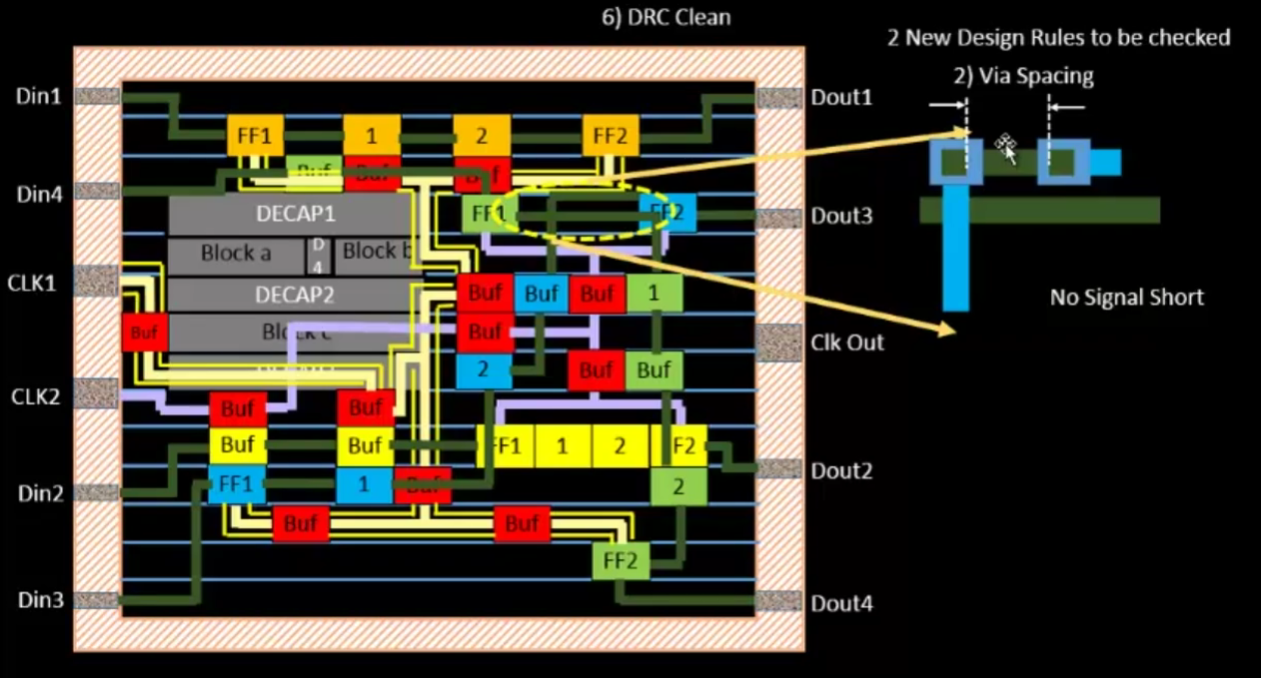 6) DRC Clean
2 New Design Rules to be checked
2) Via Spacing
Din1
Dout1
FF1
1
2
FF2
Buf
Buf
Buf
Din4
DECAP1
FF1
FF2
Dout3
Block a
D
4
Block b
CLK1
DECAP2
Buf
Buf
Buf
1
No Signal Short
Buf
Block c
Buf
Clk Out
2
Buf
Buf
CLK2
Buf
Buf
Buf
Buf
FF1
1
2
F2
Dout2
Din2
FF1
1
Buf
2
Buf
Buf
FF2
Din3
Dout4